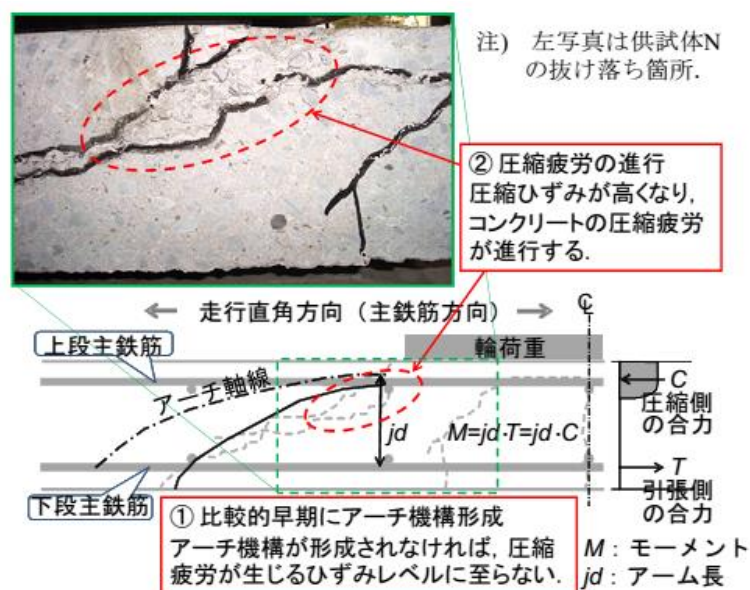 注) 左写真は供試体N
の抜け落ち箇所.
② 圧縮疲労の進行
圧縮ひずみが高くなり,
コンクリートの圧縮疲労
が進行する.
走行直角方向（主鉄筋方向）
℄
上段主鉄筋
輪荷重
アーチ軸線
C
圧縮側
の合力
jd
M=jd·T=jd·C
T
引張側
の合力
下段主鉄筋
① 比較的早期にアーチ機構形成
アーチ機構が形成されなければ, 圧縮
疲労が生じるひずみレベルに至らない.
M : モーメント
jd : アーム長